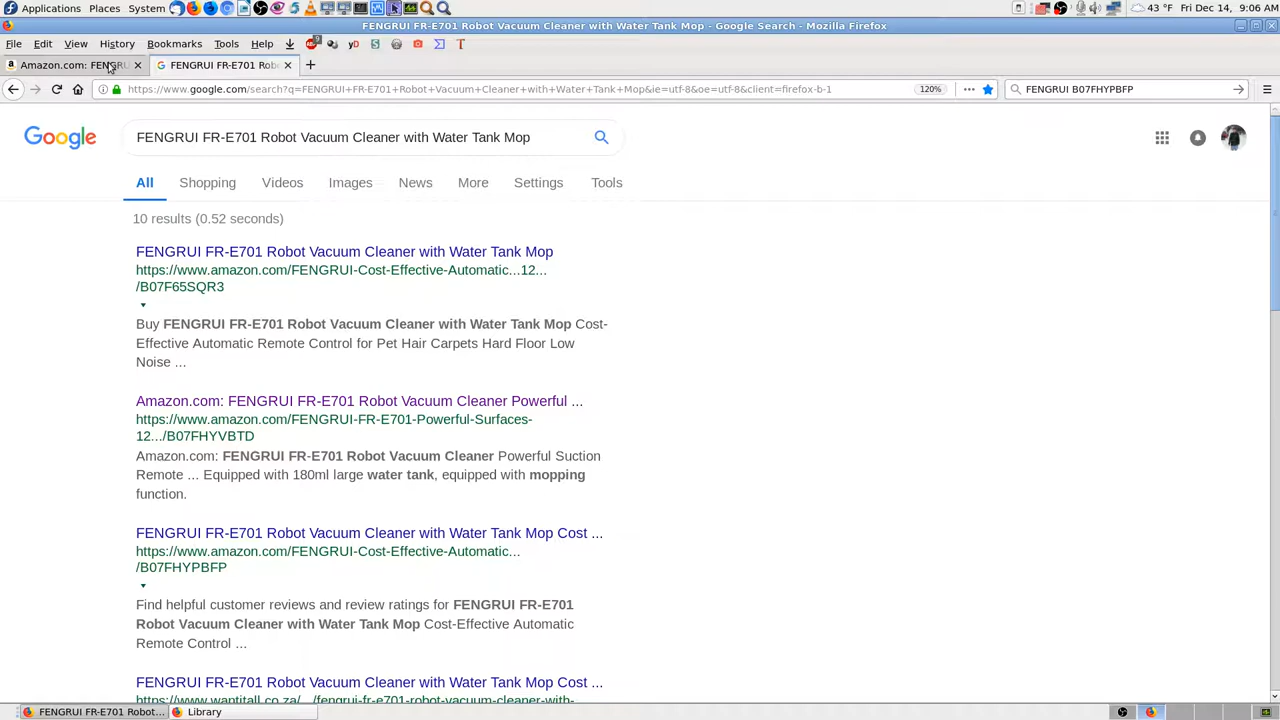 Applications Places System 43 °F Fri Dec 14, 9:06 AM
FENGRUI FR-E701 Robot Vacuum Cleaner with Water Tank Mop - Google Search - Mozilla Firefox
File Edit View History Bookmarks Tools Help
Amazon.com: FENGRU
FENGRUI FR-E701 Rob
https://www.google.com/search?q=FENGRUI+FR-E701+Robot+Vacuum+Cleaner+with+Water+Tank+Mop&ie=utf-8&oe=utf-8&client=firefox-b-1 120% FENGRUI B07FHYPBFP
Google FENGRUI FR-E701 Robot Vacuum Cleaner with Water Tank Mop
All Shopping Videos Images News More Settings Tools
10 results (0.52 seconds)
FENGRUI FR-E701 Robot Vacuum Cleaner with Water Tank Mop
https://www.amazon.com/FENGRUI-Cost-Effective-Automatic...12...
/B07F65SQR3
Buy FENGRUI FR-E701 Robot Vacuum Cleaner with Water Tank Mop Cost-
Effective Automatic Remote Control for Pet Hair Carpets Hard Floor Low
Noise ...
Amazon.com: FENGRUI FR-E701 Robot Vacuum Cleaner Powerful ...
https://www.amazon.com/FENGRUI-FR-E701-Powerful-Surfaces-
12.../B07FHYVBTD
Amazon.com: FENGRUI FR-E701 Robot Vacuum Cleaner Powerful Suction
Remote ... Equipped with 180ml large water tank, equipped with mopping
function.
FENGRUI FR-E701 Robot Vacuum Cleaner with Water Tank Mop Cost ...
https://www.amazon.com/FENGRUI-Cost-Effective-Automatic...
/B07FHYPBFP
Find helpful customer reviews and review ratings for FENGRUI FR-E701
Robot Vacuum Cleaner with Water Tank Mop Cost-Effective Automatic
Remote Control ...
FENGRUI FR-E701 Robot Vacuum Cleaner with Water Tank Mop Cost ...
https://www.wantitall.co.za/.../fengrui-fr-e701-robot-vacuum-cleaner-with-
FENGRUI FR-E701 Robot... Library